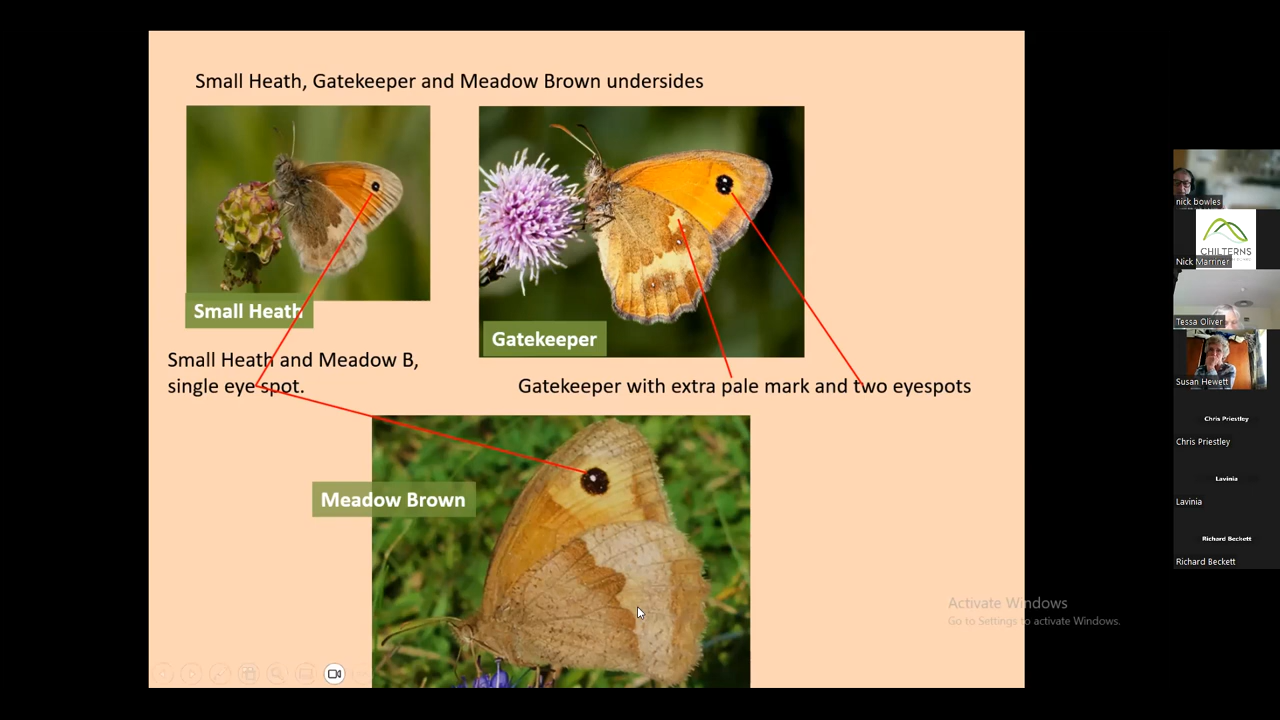 Small Heath, Gatekeeper and Meadow Brown undersides
Small Heath
Gatekeeper
Small Heath and Meadow B,
single eye spot.
Gatekeeper with extra pale mark and two eyespots
Meadow Brown
Activate Windows
Go to Settings to activate Windows.
nick bowles
CHILTERNS
Nick Marriner
Tessa Oliver
Susan Hewett
Chris Priestley
Chris Priestley
Lavinia
Lavinia
Richard Beckett
Richard Beckett